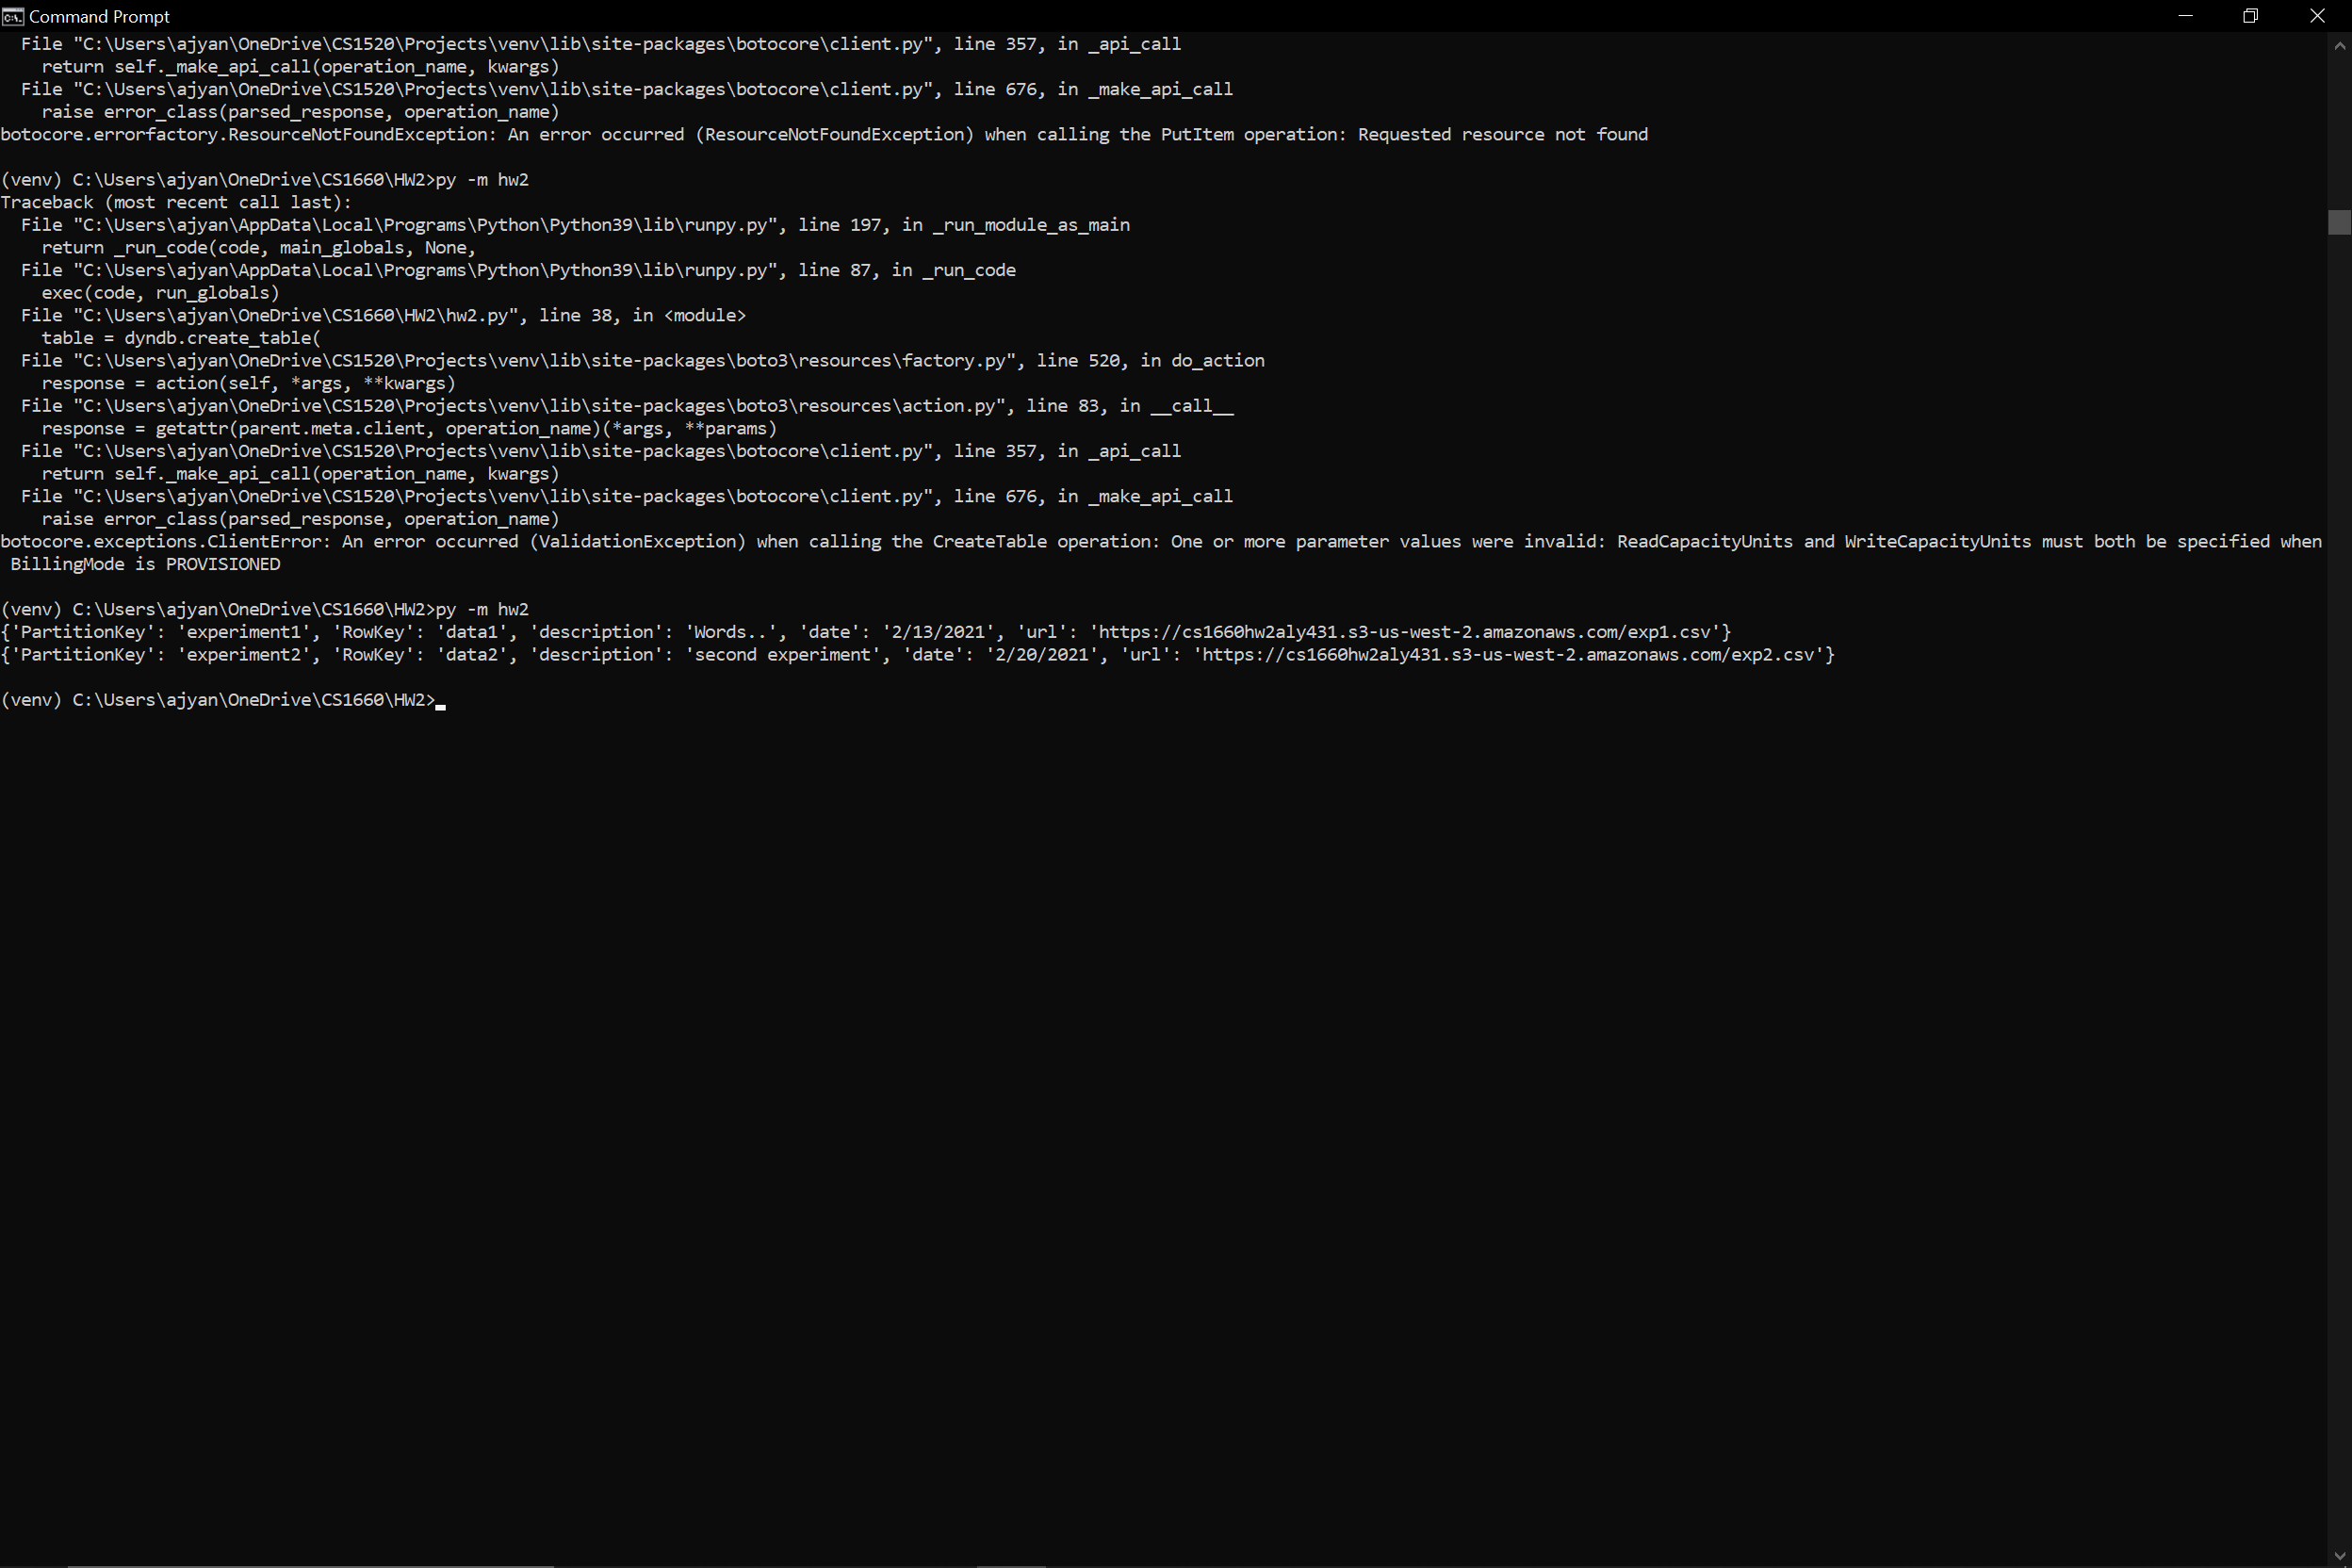 Command Prompt
  File "C:\Users\ajyan\OneDrive\CS1520\Projects\venv\lib\site-packages\botocore\client.py", line 357, in _api_call
    return self._make_api_call(operation_name, kwargs)
  File "C:\Users\ajyan\OneDrive\CS1520\Projects\venv\lib\site-packages\botocore\client.py", line 676, in _make_api_call
    raise error_class(parsed_response, operation_name)
botocore.errorfactory.ResourceNotFoundException: An error occurred (ResourceNotFoundException) when calling the PutItem operation: Requested resource not found
(venv) C:\Users\ajyan\OneDrive\CS1660\HW2>py -m hw2
Traceback (most recent call last):
  File "C:\Users\ajyan\AppData\Local\Programs\Python\Python39\lib\runpy.py", line 197, in _run_module_as_main
    return _run_code(code, main_globals, None,
  File "C:\Users\ajyan\AppData\Local\Programs\Python\Python39\lib\runpy.py", line 87, in _run_code
    exec(code, run_globals)
  File "C:\Users\ajyan\OneDrive\CS1660\HW2\hw2.py", line 38, in <module>
    table = dyndb.create_table(
  File "C:\Users\ajyan\OneDrive\CS1520\Projects\venv\lib\site-packages\boto3\resources\factory.py", line 520, in do_action
    response = action(self, *args, **kwargs)
  File "C:\Users\ajyan\OneDrive\CS1520\Projects\venv\lib\site-packages\boto3\resources\action.py", line 83, in __call__
    response = getattr(parent.meta.client, operation_name)(*args, **params)
  File "C:\Users\ajyan\OneDrive\CS1520\Projects\venv\lib\site-packages\botocore\client.py", line 357, in _api_call
    return self._make_api_call(operation_name, kwargs)
  File "C:\Users\ajyan\OneDrive\CS1520\Projects\venv\lib\site-packages\botocore\client.py", line 676, in _make_api_call
    raise error_class(parsed_response, operation_name)
botocore.exceptions.ClientError: An error occurred (ValidationException) when calling the CreateTable operation: One or more parameter values were invalid: ReadCapacityUnits and WriteCapacityUnits must both be specified when
 BillingMode is PROVISIONED
(venv) C:\Users\ajyan\OneDrive\CS1660\HW2>py -m hw2
{'PartitionKey': 'experiment1', 'RowKey': 'data1', 'description': 'Words..', 'date': '2/13/2021', 'url': 'https://cs1660hw2aly431.s3-us-west-2.amazonaws.com/exp1.csv'}
{'PartitionKey': 'experiment2', 'RowKey': 'data2', 'description': 'second experiment', 'date': '2/20/2021', 'url': 'https://cs1660hw2aly431.s3-us-west-2.amazonaws.com/exp2.csv'}
(venv) C:\Users\ajyan\OneDrive\CS1660\HW2>